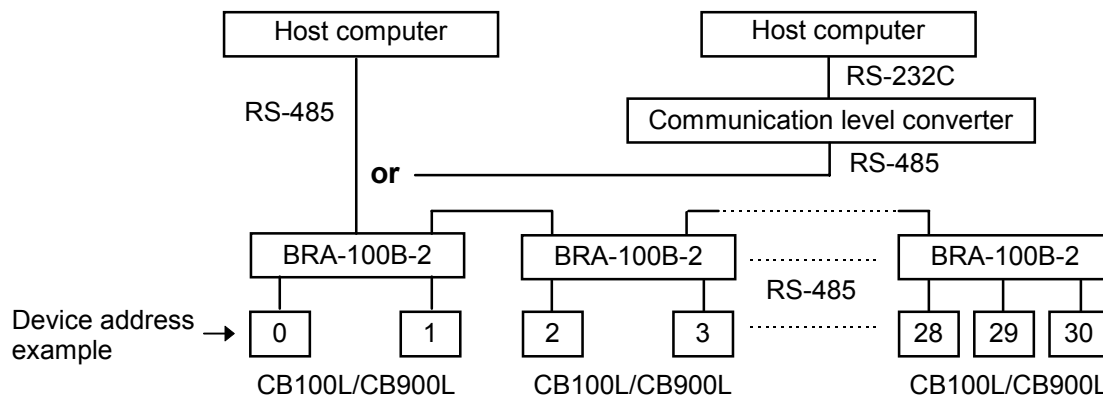 Host computer
Host computer
RS-232C
RS-485
Communication level converter
or
RS-485
BRA-100B-2
BRA-100B-2
BRA-100B-2
RS-485
Device address
example
0
1
2
3
28
29
30
CB100L/CB900L
CB100L/CB900L
CB100L/CB900L